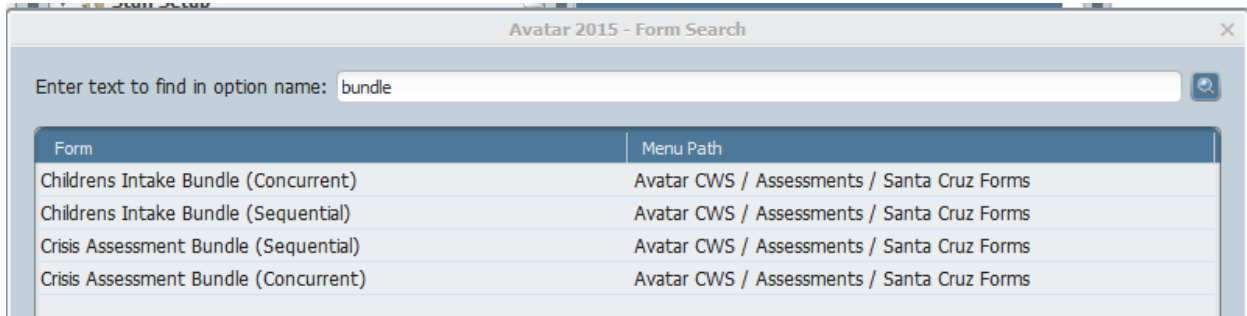 Staff Setup
Avatar 2015 - Form Search
Enter text to find in option name: bundle
Form Menu Path
Childrens Intake Bundle (Concurrent) Avatar CWS / Assessments / Santa Cruz Forms
Childrens Intake Bundle (Sequential) Avatar CWS / Assessments / Santa Cruz Forms
Crisis Assessment Bundle (Sequential) Avatar CWS / Assessments / Santa Cruz Forms
Crisis Assessment Bundle (Concurrent) Avatar CWS / Assessments / Santa Cruz Forms